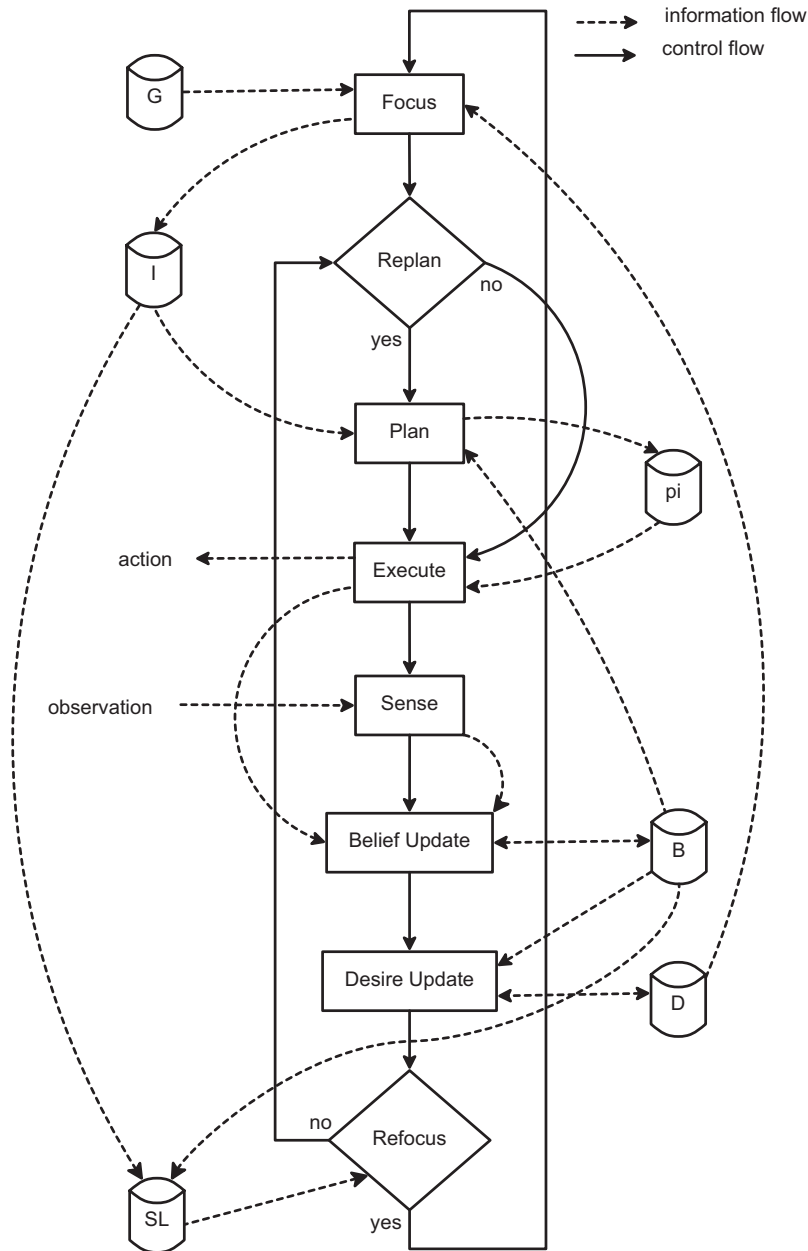 information flow
control flow
G
Focus
I
Replan
no
yes
Plan
pi
action
Execute
observation
Sense
Belief Update
B
Desire Update
D
no
Refocus
SL
yes